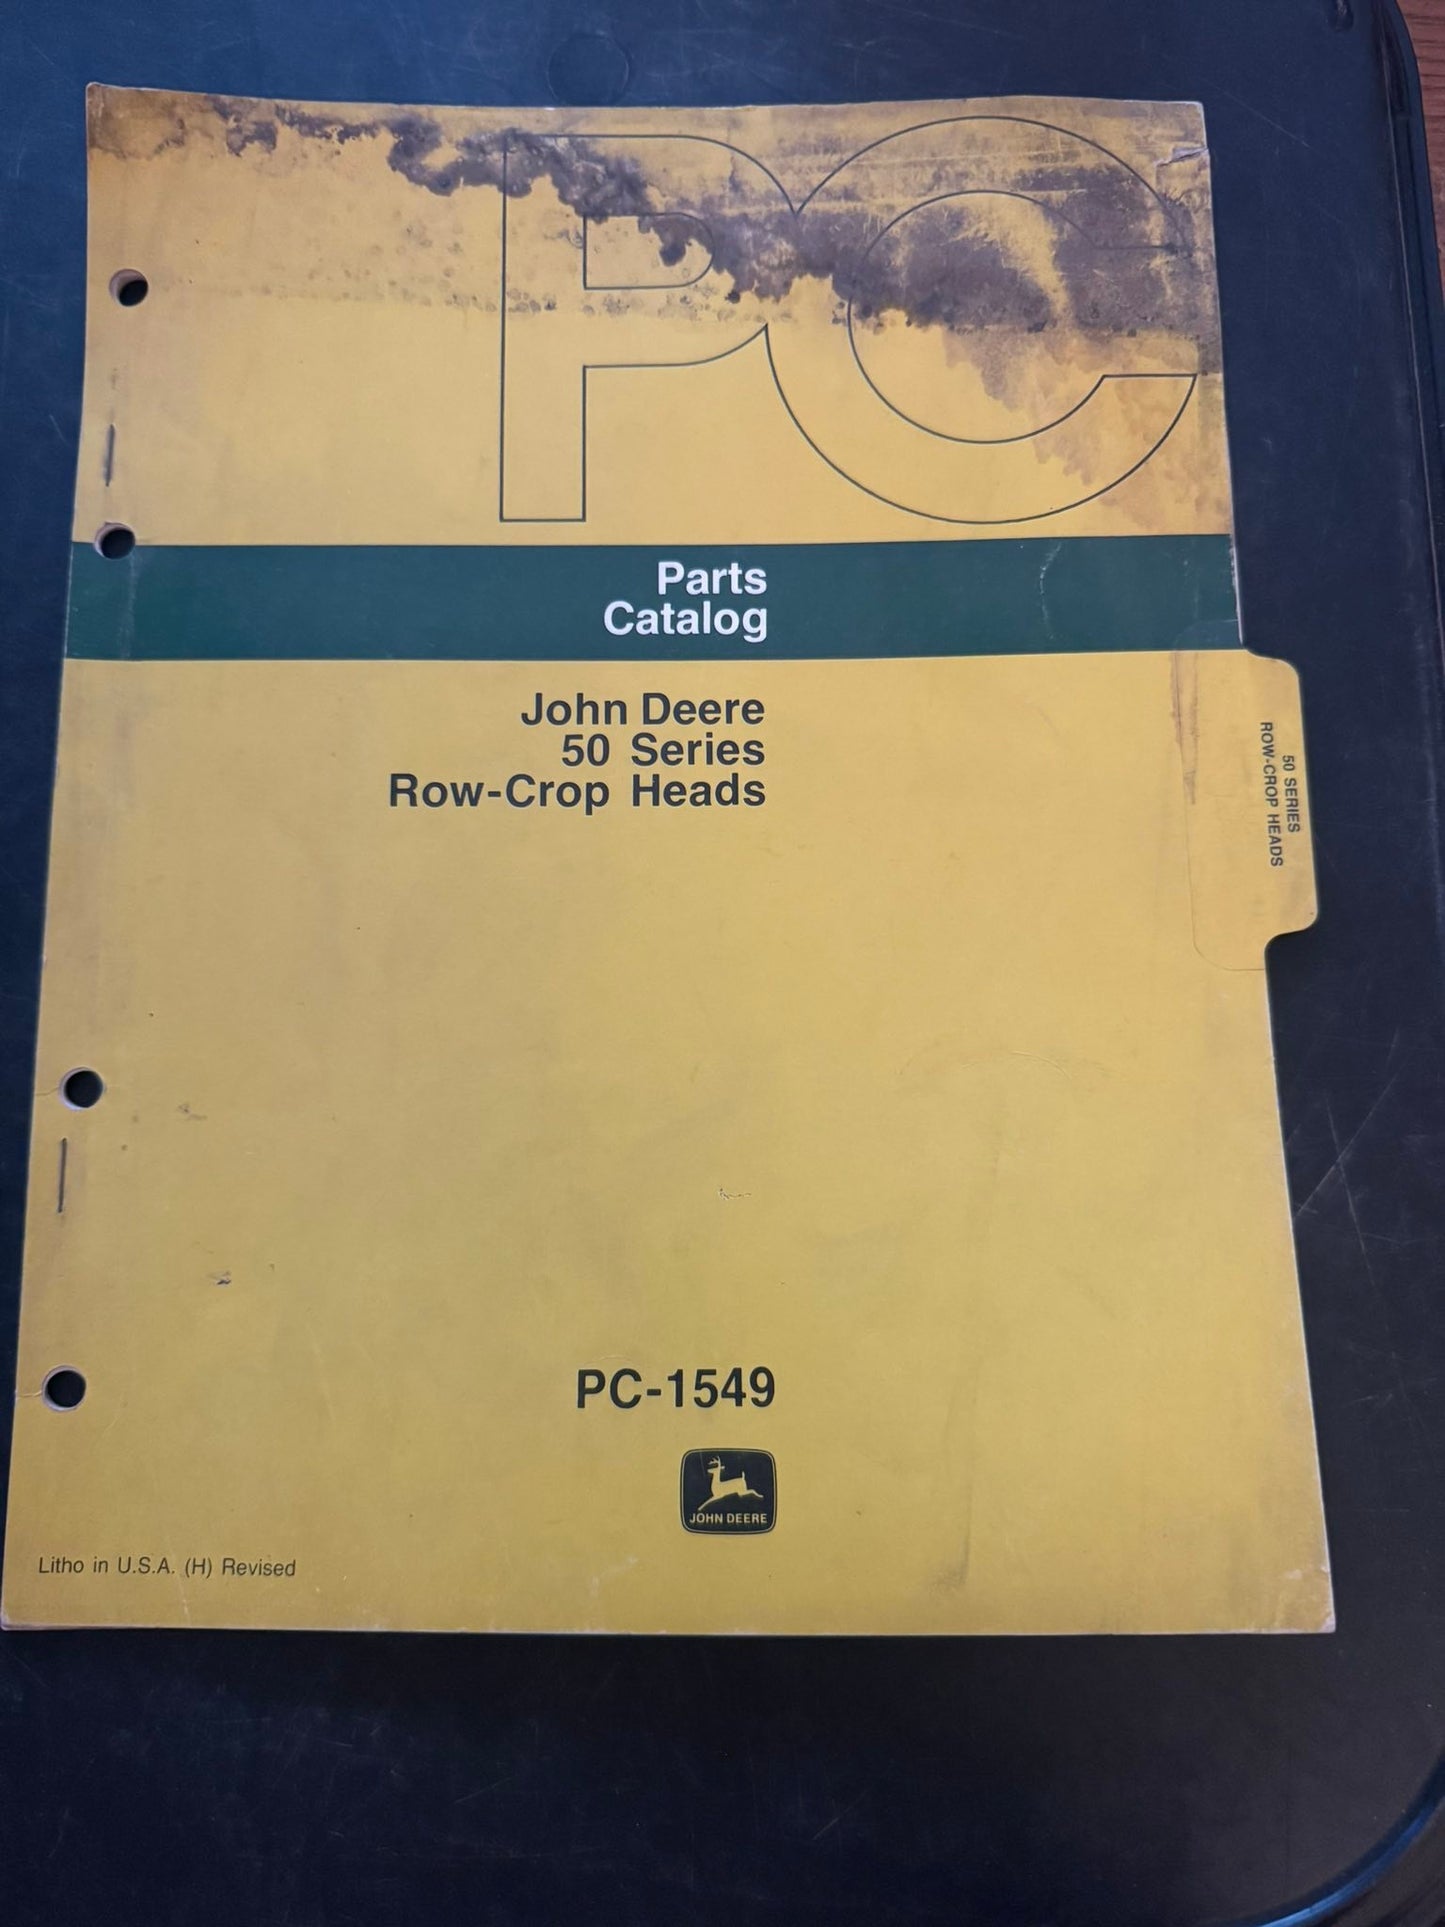 PC
Parts
Catalog
John Deere
50 Series
Row-Crop Heads
50 SERIES
ROW-CROP HEADS
PC-1549
JOHN DEERE
Litho in U.S.A. (H) Revised